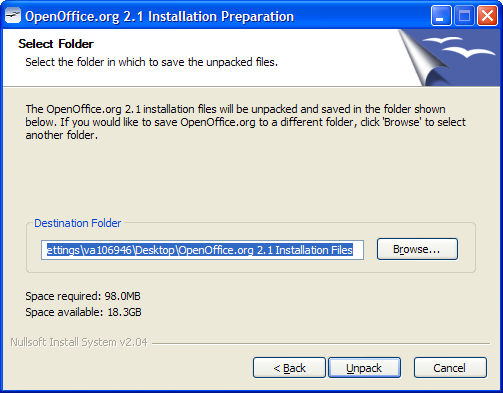 OpenOffice.org 2.1 Installation Preparation
Select Folder
Select the folder in which to save the unpacked files.
The OpenOffice.org 2.1 installation files will be unpacked and saved in the folder shown
below. If you would like to save OpenOffice.org to a different folder, click 'Browse' to select
another folder.
Destination Folder
ettings\va106946\Desktop\OpenOffice.org 2.1 Installation Files
Browse...
Space required: 98.0MB
Space available: 18.3GB
Nullsoft Install System v2.04
< Back
Unpack
Cancel